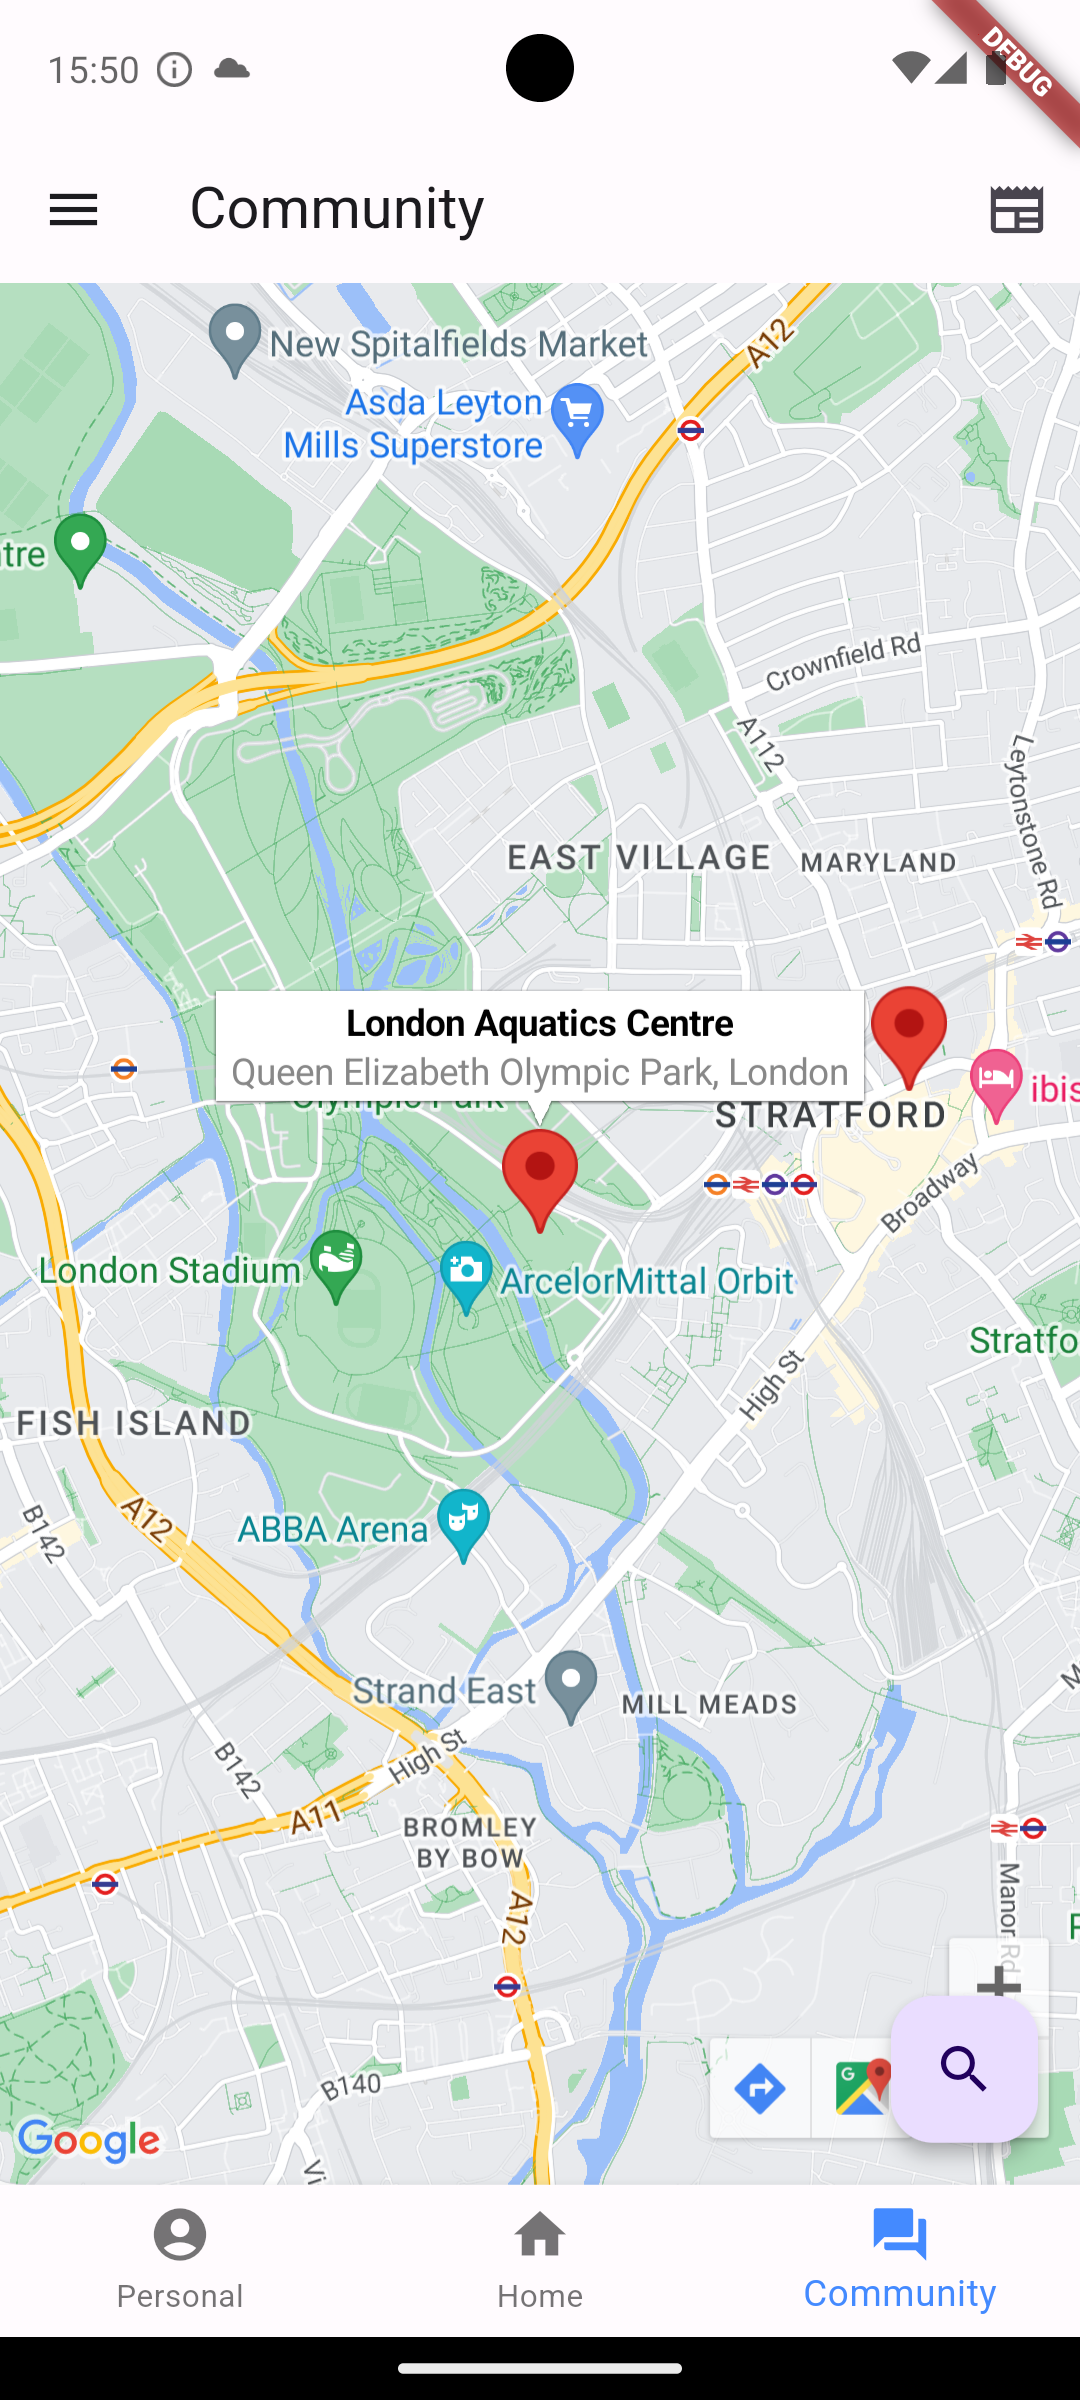 15:50
DEBUG
Community
New Spitalfields Market
A12
Asda Leyton
Mills Superstore
tre
Crownfield Rd
A112
Leytonstone Rd
EAST VILLAGE
MARYLAND
London Aquatics Centre
Queen Elizabeth Olympic Park, London
Olympic Park
STRATFORD
ibis
Broadway
London Stadium
ArcelorMittal Orbit
Stratfo
High St
FISH ISLAND
A12
B142
ABBA Arena
Strand East
MILL MEADS
M
B142
High St
A11
BROMLEY
BY BOW
A12
Manor Rd
F
B140
G
Google
Vi
Personal
Home
Community